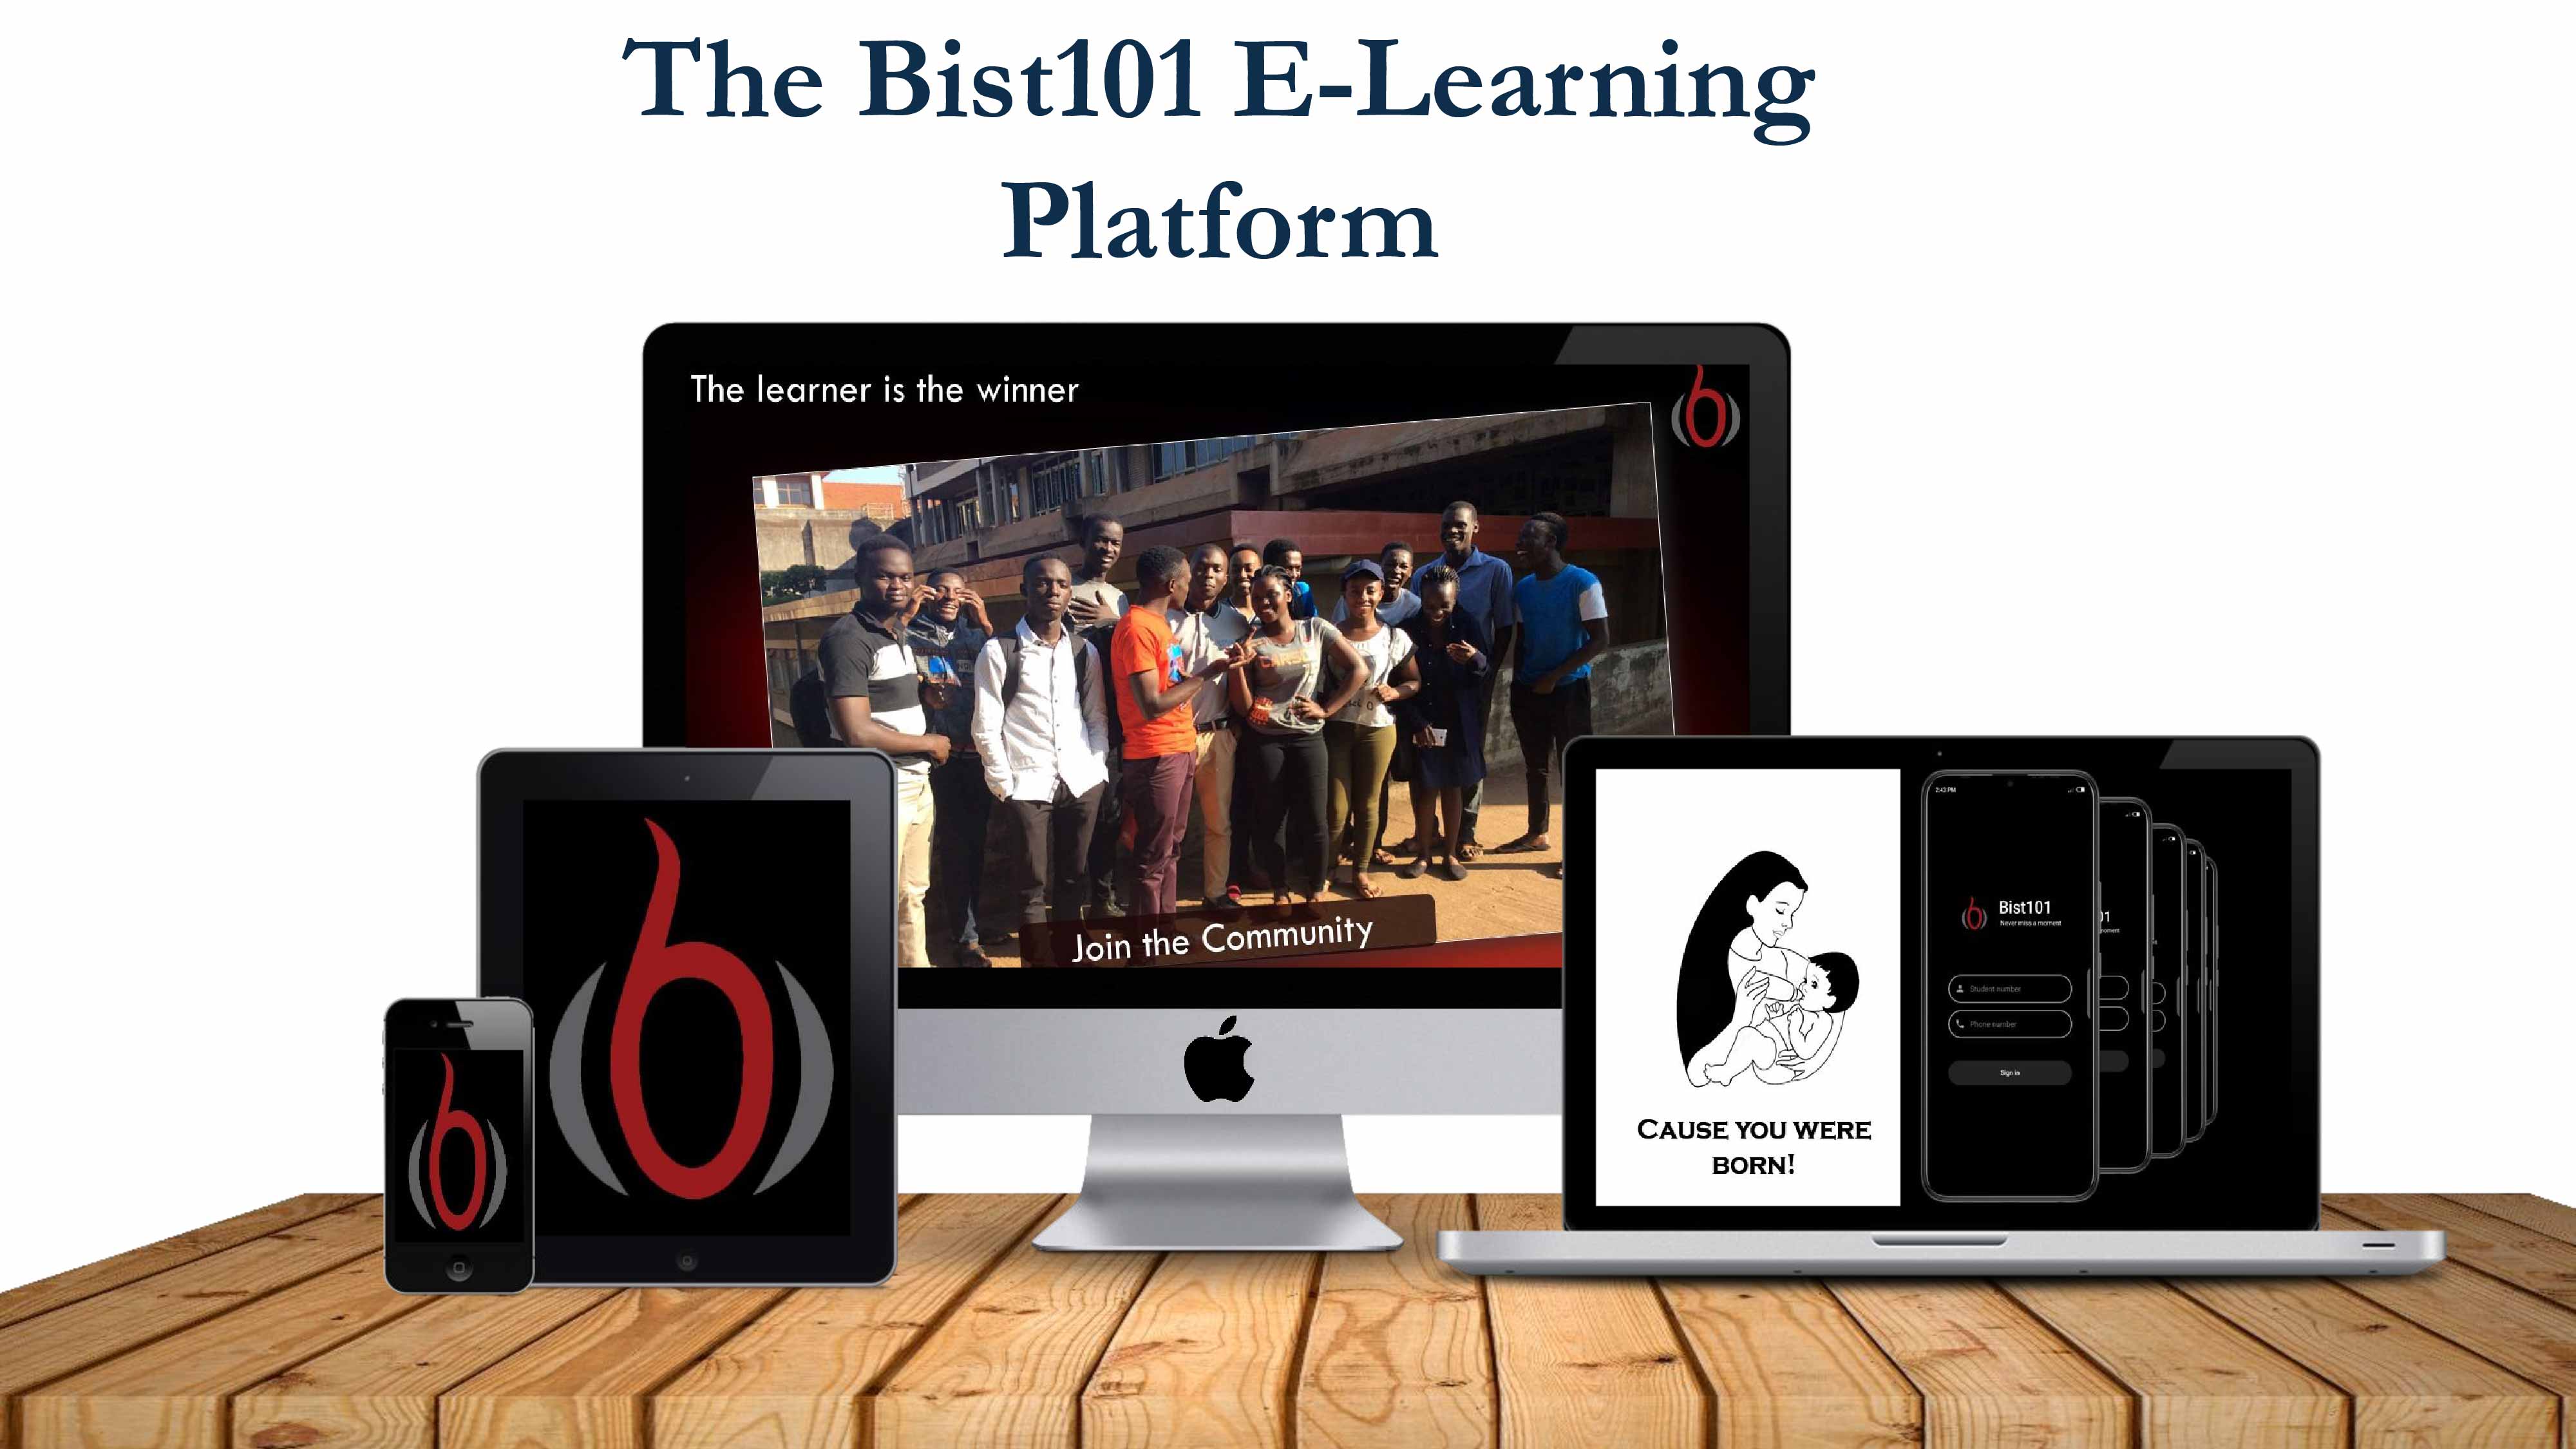 The Bist101 E-Learning
Platform
The learner is the winner
CARSO
Join the Community
2:43 PM
Bist101
Never miss a moment
Student number
Phone number
Sign in
CAUSE YOU WERE
BORN!